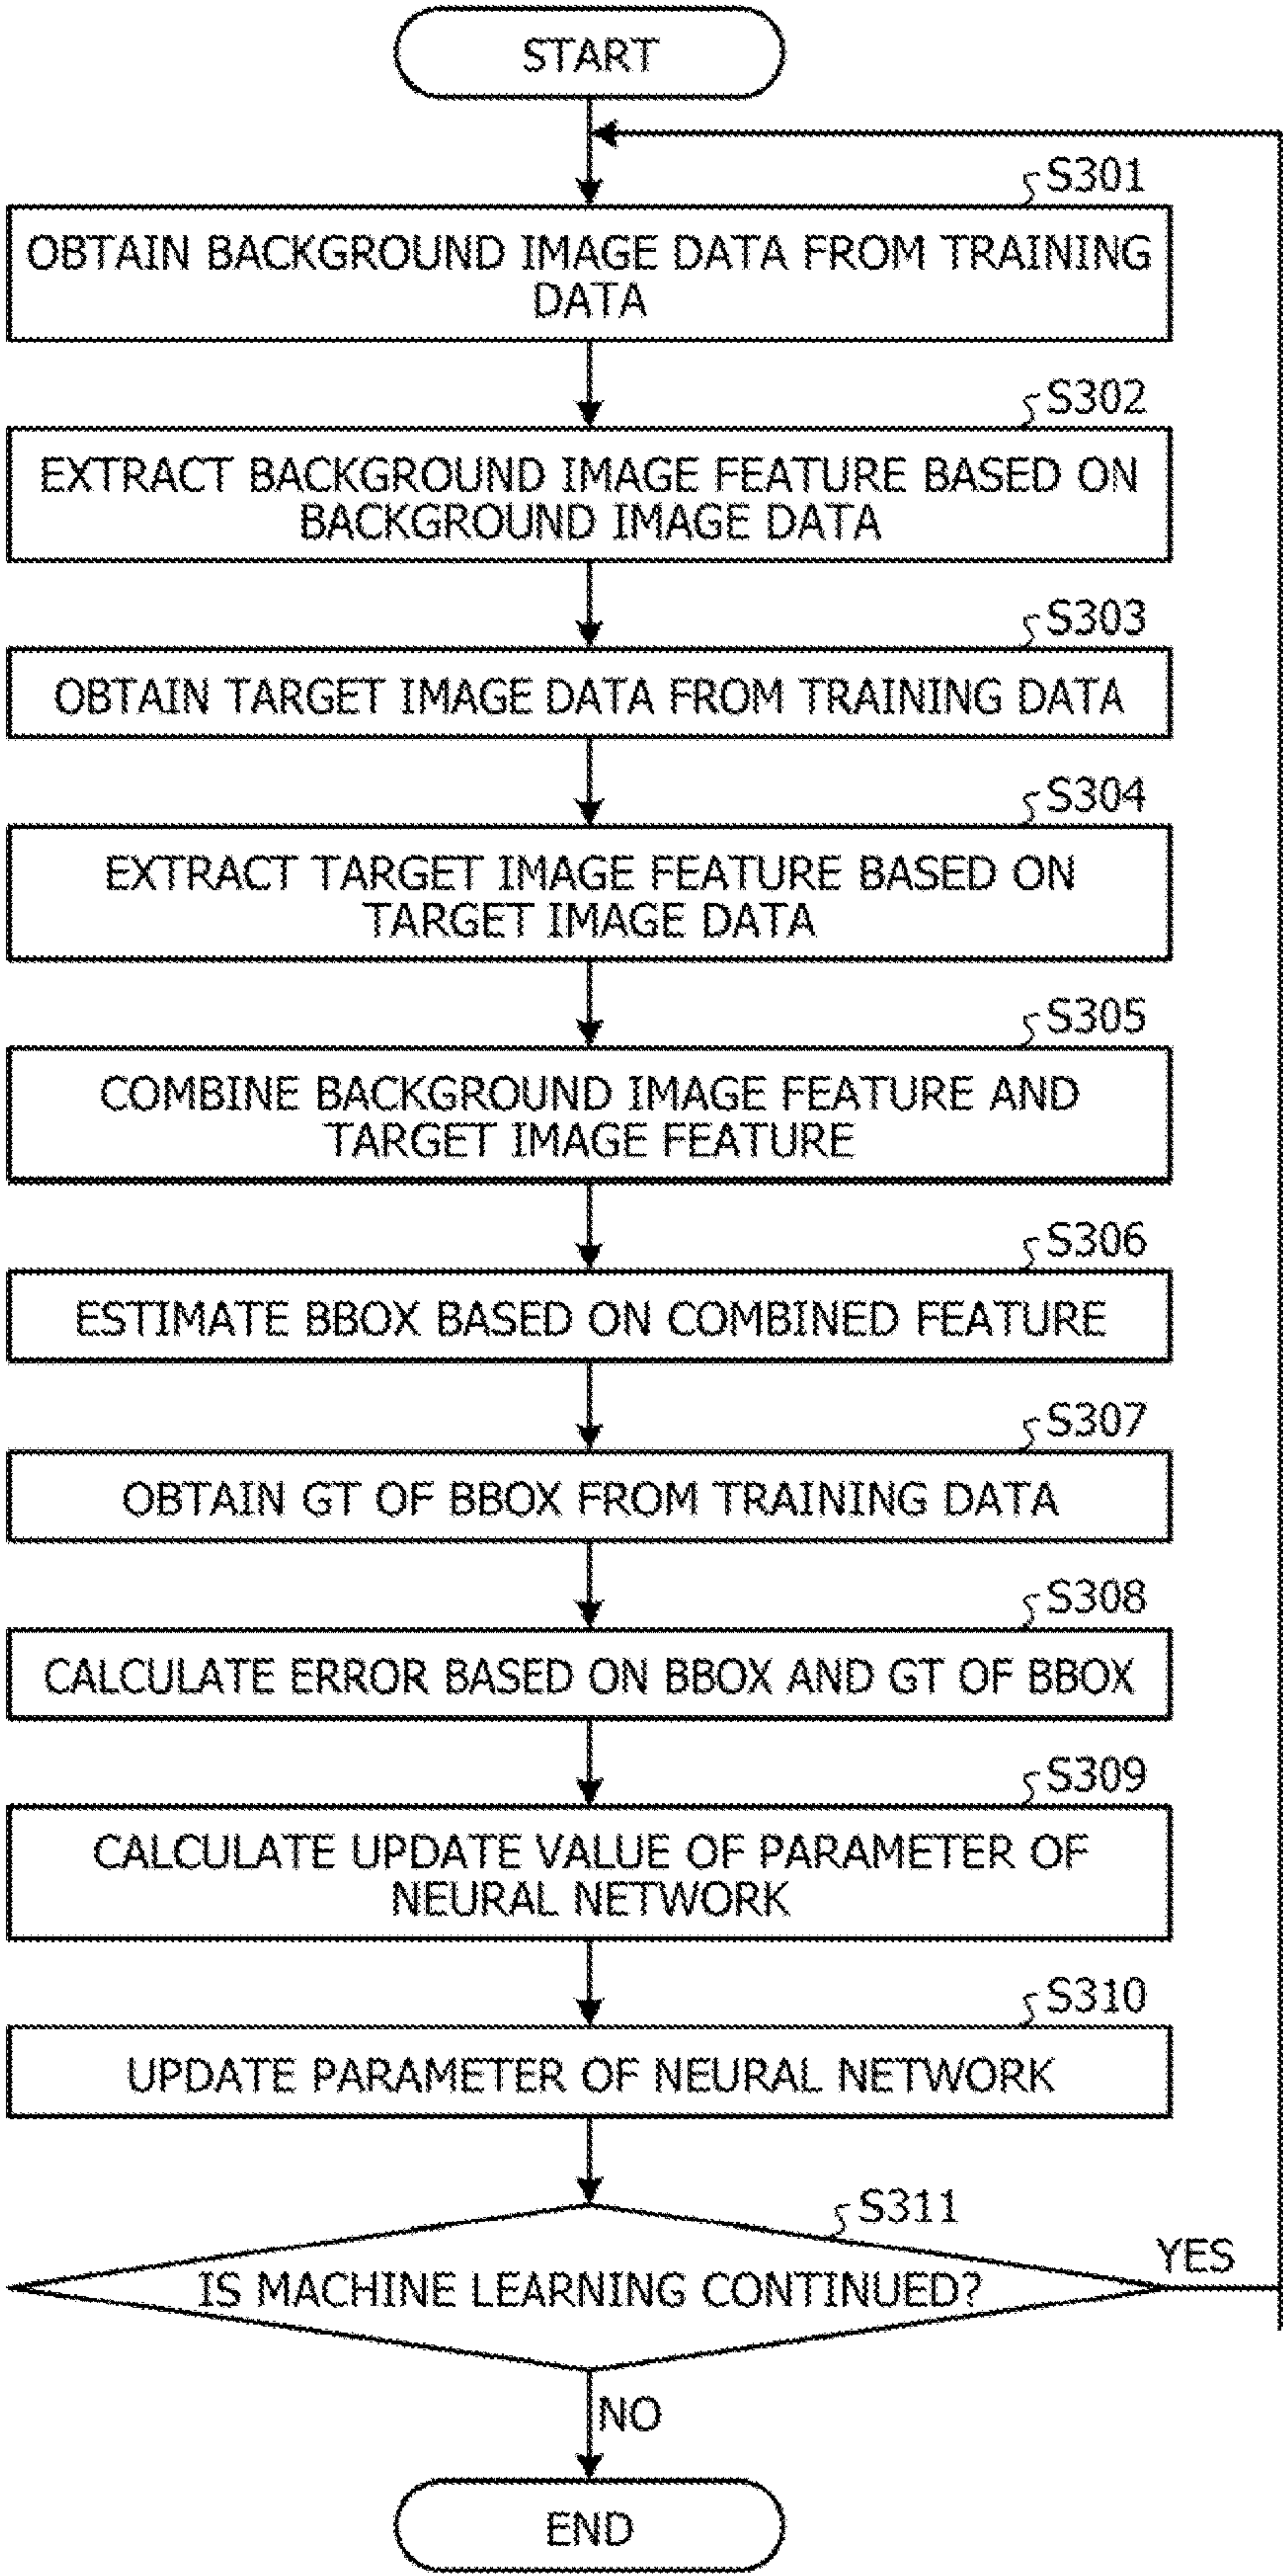 START
S301
OBTAIN BACKGROUND IMAGE DATA FROM TRAINING
DATA
S302
EXTRACT BACKGROUND IMAGE FEATURE BASED ON
BACKGROUND IMAGE DATA
S303
OBTAIN TARGET IMAGE DATA FROM TRAINING DATA
S304
EXTRACT TARGET IMAGE FEATURE BASED ON
TARGET IMAGE DATA
S305
COMBINE BACKGROUND IMAGE FEATURE AND
TARGET IMAGE FEATURE
S306
ESTIMATE BBOX BASED ON COMBINED FEATURE
S307
OBTAIN GT OF BBOX FROM TRAINING DATA
S308
CALCULATE ERROR BASED ON BBOX AND GT OF BBOX
S309
CALCULATE UPDATE VALUE OF PARAMETER OF
NEURAL NETWORK
S310
UPDATE PARAMETER OF NEURAL NETWORK
S311
YES
IS MACHINE LEARNING CONTINUED?
NO
END